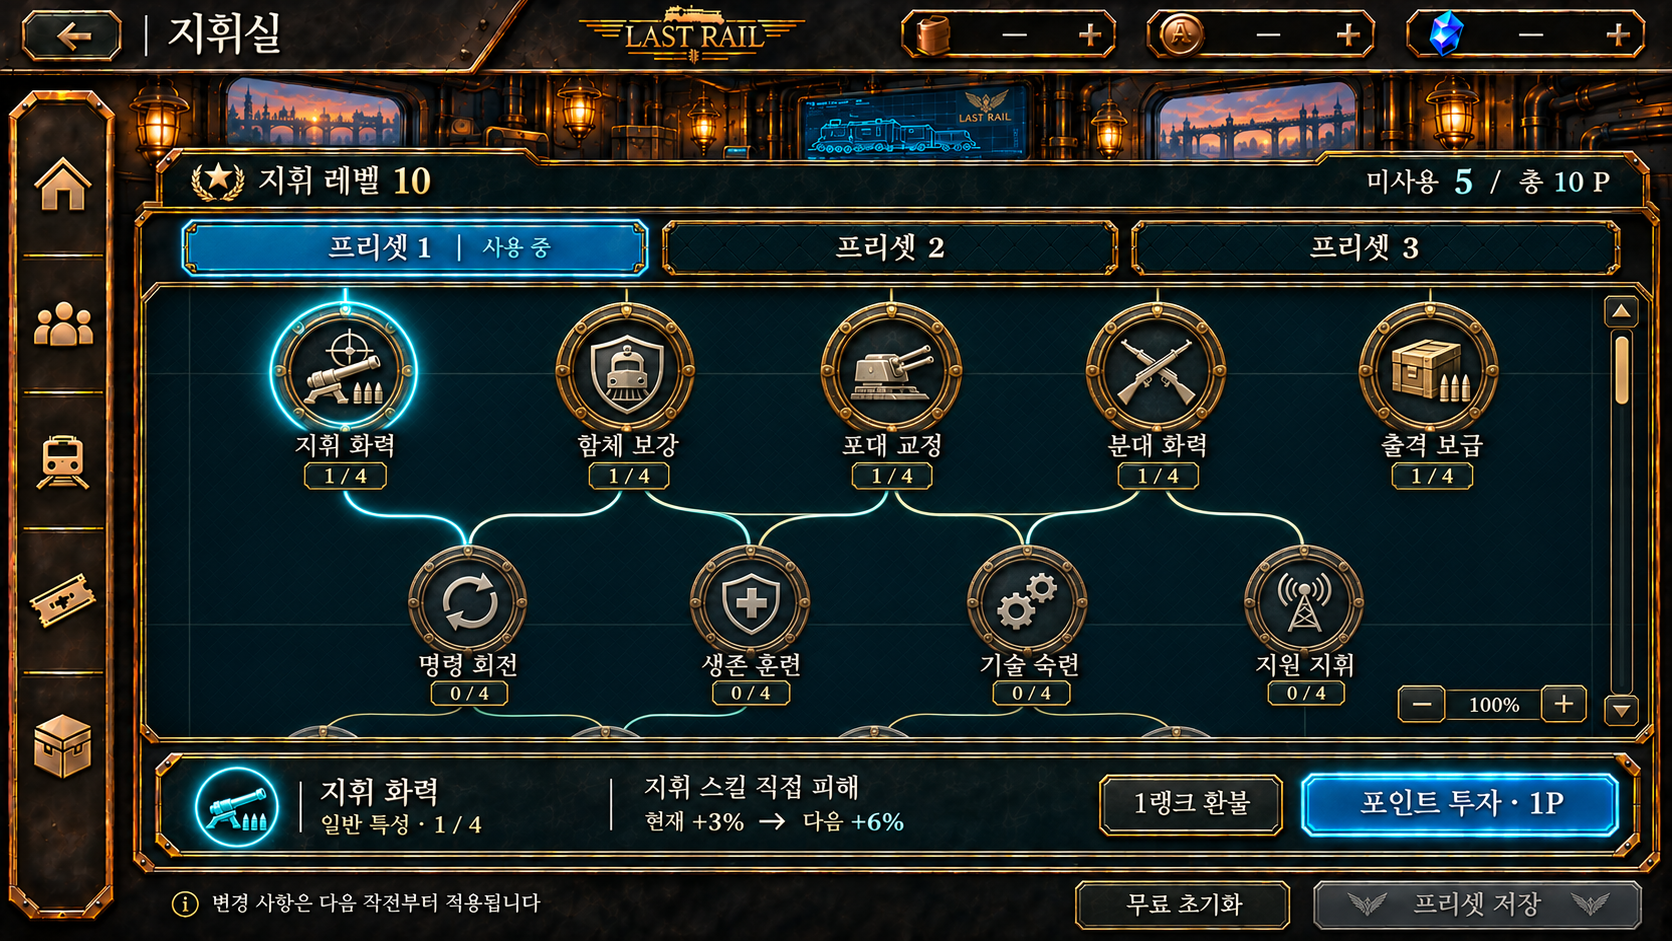 지휘실
LAST RAIL
A
LAST RAIL
지휘 레벨 10
미사용 5 / 총 10 P
프리셋 1 | 사용 중
프리셋 2
프리셋 3
지휘 화력
1 / 4
함체 보강
1 / 4
포대 교정
1 / 4
분대 화력
1 / 4
출격 보급
1 / 4
명령 회전
0 / 4
생존 훈련
0 / 4
기술 숙련
0 / 4
지원 지휘
0 / 4
100%
지휘 화력
일반 특성 · 1 / 4
지휘 스킬 직접 피해
현재 +3% → 다음 +6%
1랭크 환불
포인트 투자 · 1P
변경 사항은 다음 작전부터 적용됩니다
무료 초기화
프리셋 저장